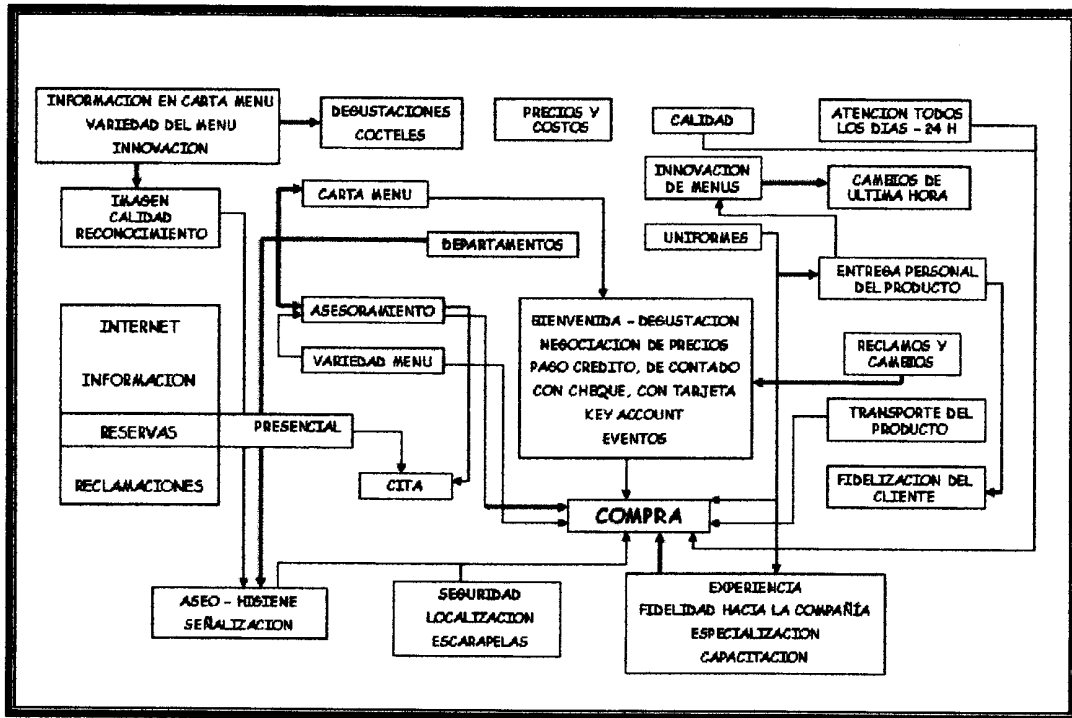 INFORMACION EN CARTA MENU
VARIEDAD DEL MENU
INNOVACION
DEGUSTACIONES
COCTELES
PRECIOS Y
COSTOS
CALIDAD
ATENCION TODOS
LOS DIAS - 24 H
IMAGEN
CALIDAD
RECONOCIMIENTO
CARTA MENU
INNOVACION
DE MENUS
CAMBIOS DE
ULTIMA HORA
DEPARTAMENTOS
UNIFORMES
ENTREGA PERSONAL
DEL PRODUCTO
INTERNET
INFORMACION
RESERVAS
RECLAMACIONES
PRESENCIAL
ASESORAMIENTO
VARIEDAD MENU
CITA
BIENVENIDA - DEGUSTACION
NEGOCIACION DE PRECIOS
PAGO CREDITO, DE CONTADO
CON CHEQUE, CON TARJETA
KEY ACCOUNT
EVENTOS
RECLAMOS Y
CAMBIOS
TRANSPORTE DEL
PRODUCTO
FIDELIZACION DEL
CLIENTE
COMPRA
ASEO - HIGIENE
SEÑALIZACION
SEGURIDAD
LOCALIZACION
ESCARAPELAS
EXPERIENCIA
FIDELIDAD HACIA LA COMPAÑÍA
ESPECIALIZACION
CAPACITACION